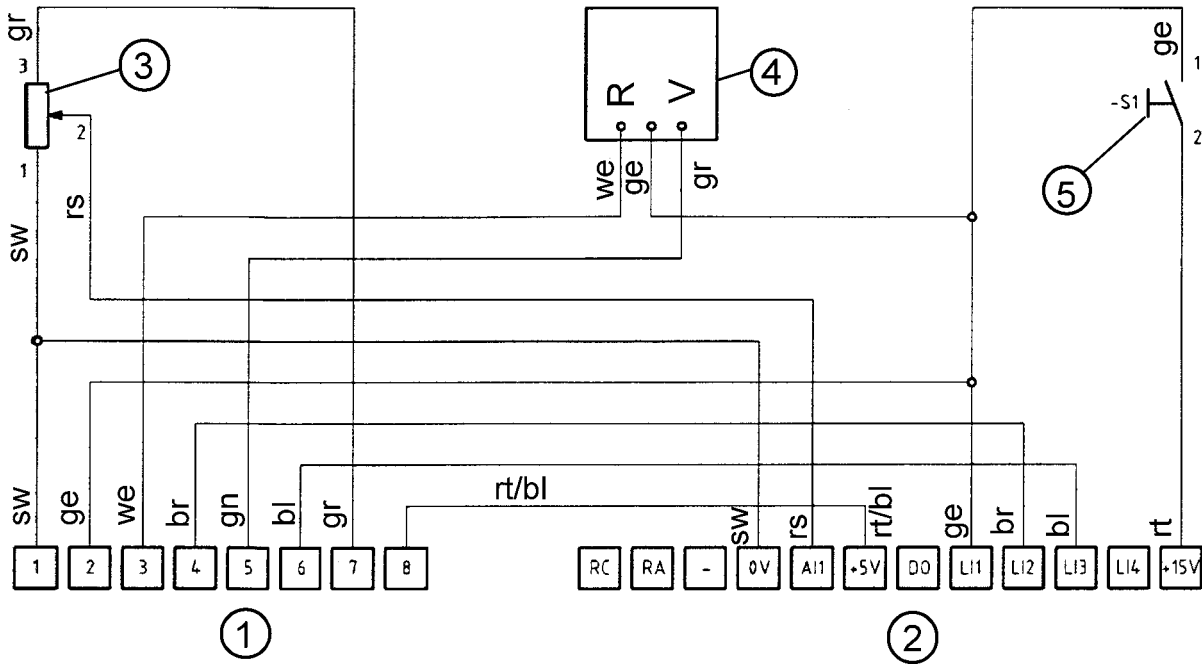 gr
3
3
2
1
rs
sw
R V
4
we
ge
gr
ge
1
-S1
2
5
rt/bl
sw
ge
we
br
gn
bl
gr
sw
rs
rt/bl
ge
br
bl
rt
1 2 3 4 5 6 7 8
RC RA - 0V AI1 +5V DO LI1 LI2 LI3 LI4 +15V
1
2